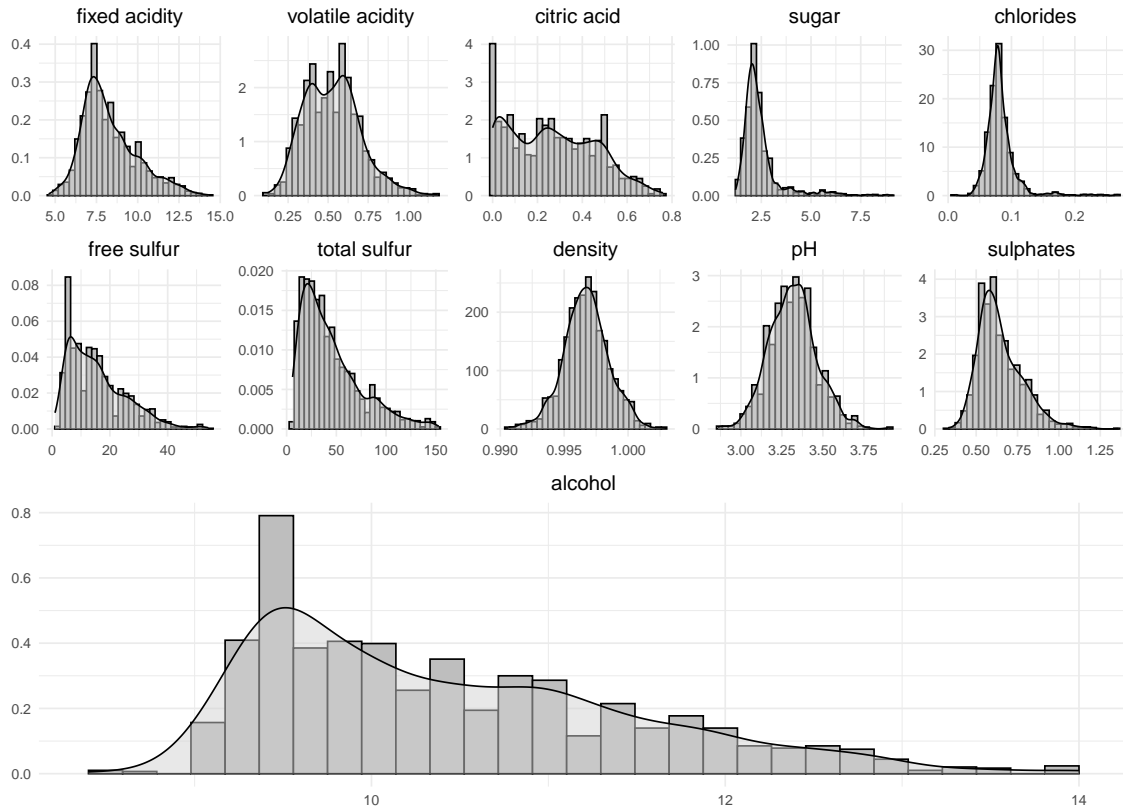 fixed acidity
0.4
0.3
0.2
0.1
0.0
5.0 7.5 10.0 12.5 15.0
volatile acidity
2
1
0
0.25 0.50 0.75 1.00
citric acid
4
3
2
1
0
0.0 0.2 0.4 0.6 0.8
sugar
1.00
0.75
0.50
0.25
0.00
2.5 5.0 7.5
chlorides
30
20
10
0
0.0 0.1 0.2
free sulfur
0.08
0.06
0.04
0.02
0.00
0 20 40
total sulfur
0.020
0.015
0.010
0.005
0.000
0 50 100 150
density
200
100
0
0.990 0.995 1.000
pH
3
2
1
0
3.00 3.25 3.50 3.75
sulphates
4
3
2
1
0
0.25 0.50 0.75 1.00 1.25
alcohol
0.8
0.6
0.4
0.2
0.0
10 12 14